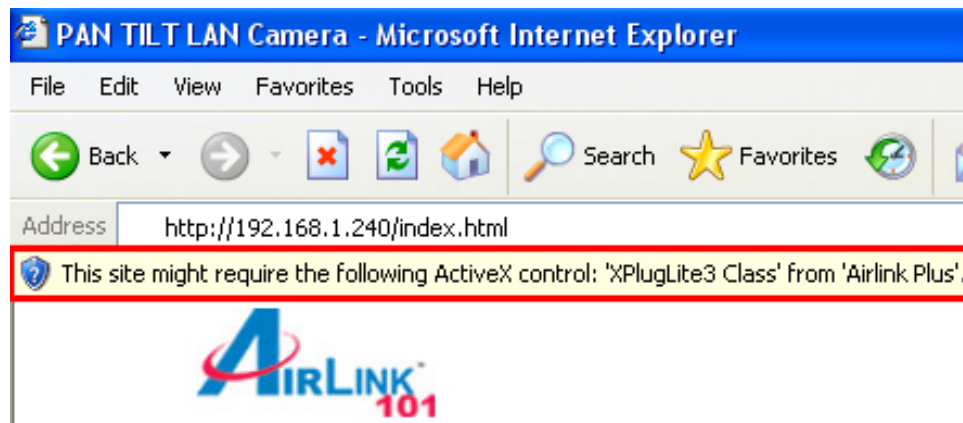 PAN TILT LAN Camera - Microsoft Internet Explorer
File Edit View Favorites Tools Help
Back Search Favorites
Address http://192.168.1.240/index.html
This site might require the following ActiveX control: 'XPlugLite3 Class' from 'Airlink Plus'.
AIRLINK
101